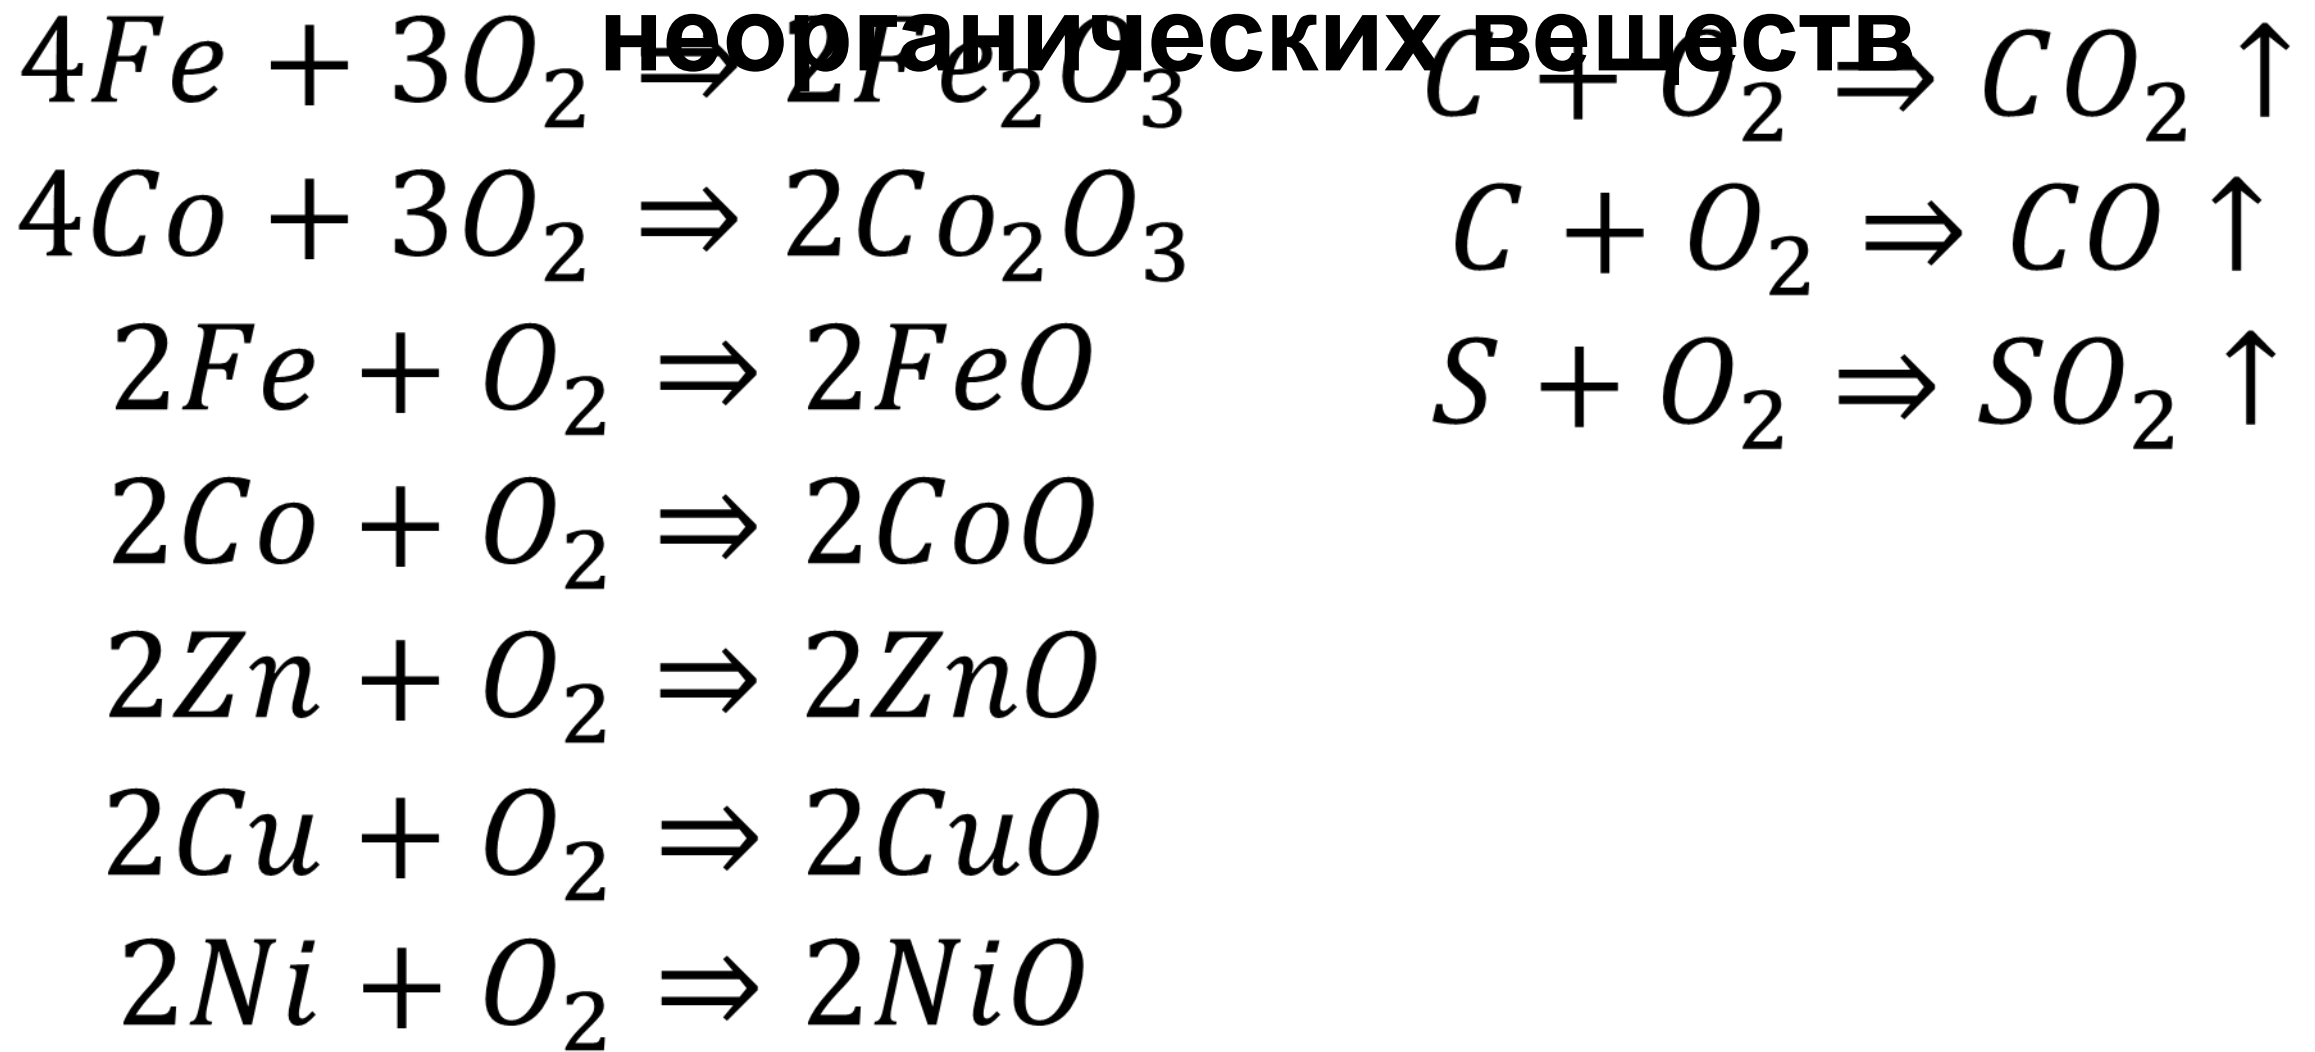 неорганических веществ
4Fe + 3O₂ ⇒ 2Fe₂O₃
4Co + 3O₂ ⇒ 2Co₂O₃
2Fe + O₂ ⇒ 2FeO
2Co + O₂ ⇒ 2CoO
2Zn + O₂ ⇒ 2ZnO
2Cu + O₂ ⇒ 2CuO
2Ni + O₂ ⇒ 2NiO
C + O₂ ⇒ CO₂ ↑
C + O₂ ⇒ CO ↑
S + O₂ ⇒ SO₂ ↑